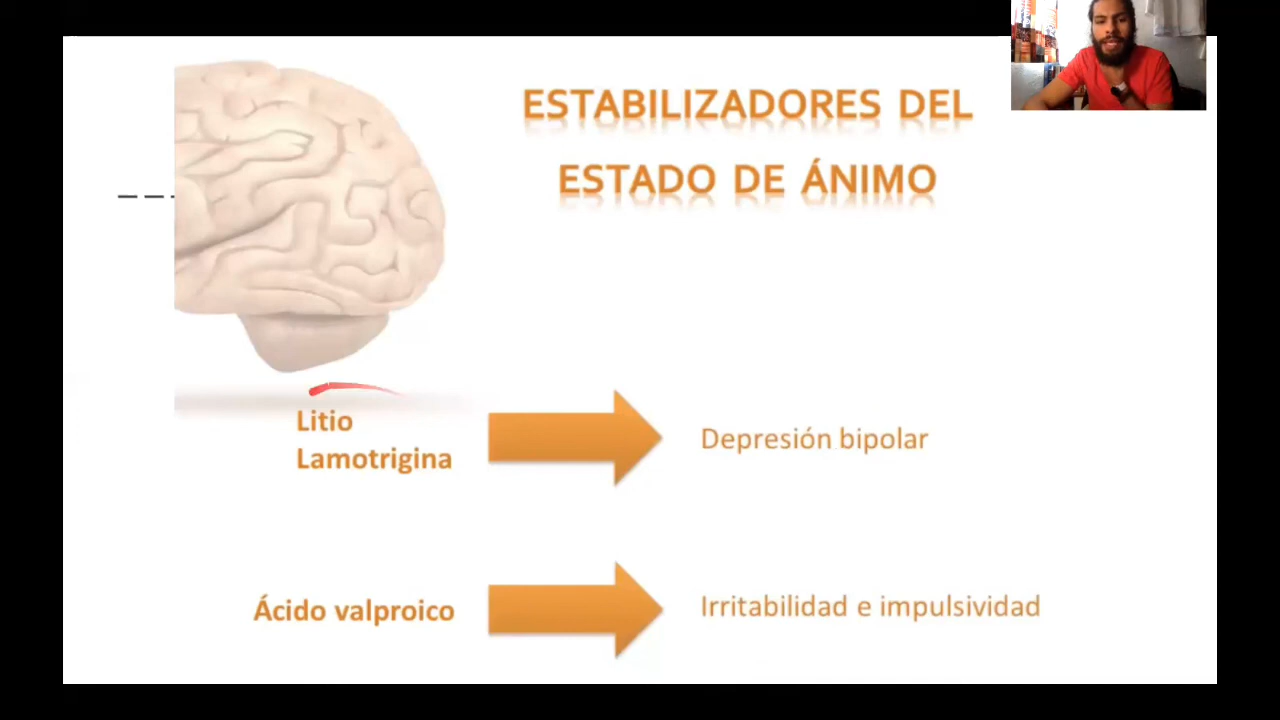 ESTABILIZADORES DEL
ESTADO DE ÁNIMO
Litio
Lamotrigina
Depresión bipolar
Ácido valproico
Irritabilidad e impulsividad